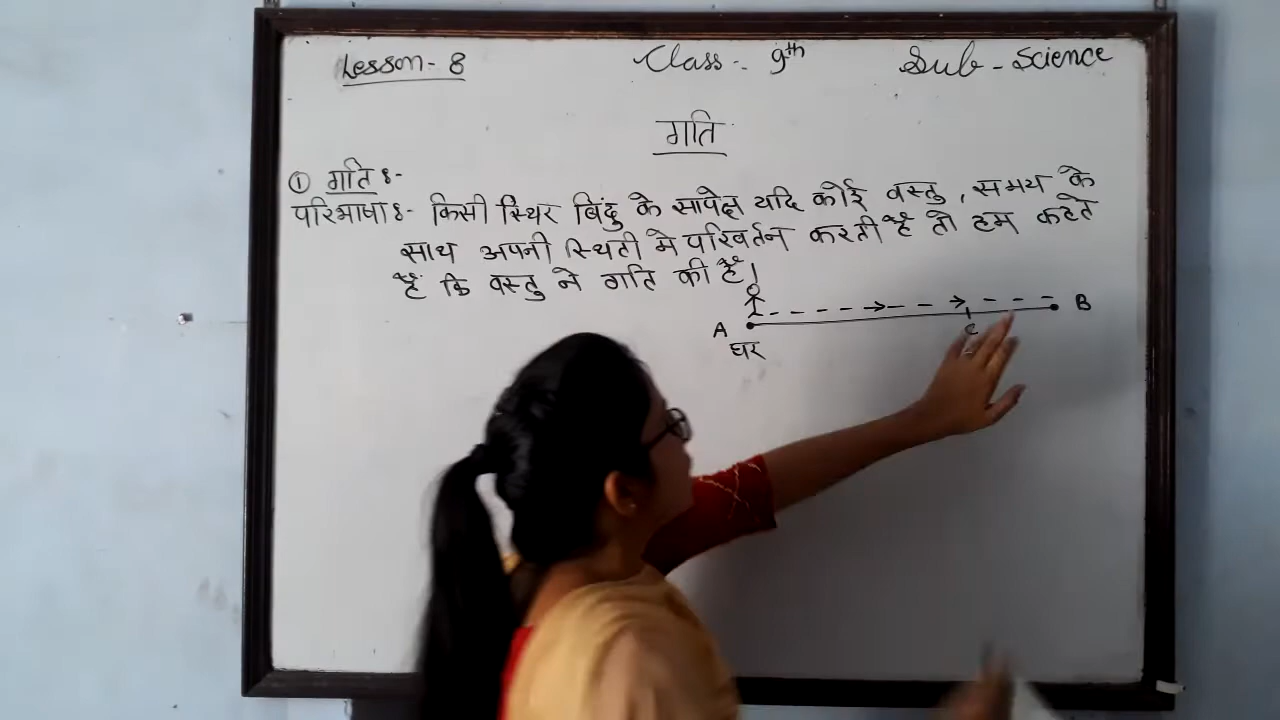 Lesson - 8 Class - 9th Sub - Science
गति
① गति :-
परिभाषा :- किसी स्थिर बिंदु के सापेक्ष यदि कोई वस्तु , समय के
साथ अपनी स्थिती मे परिवर्तन करती है तो हम कहते
हैं कि वस्तु ने गति की है।
A B
C
घर